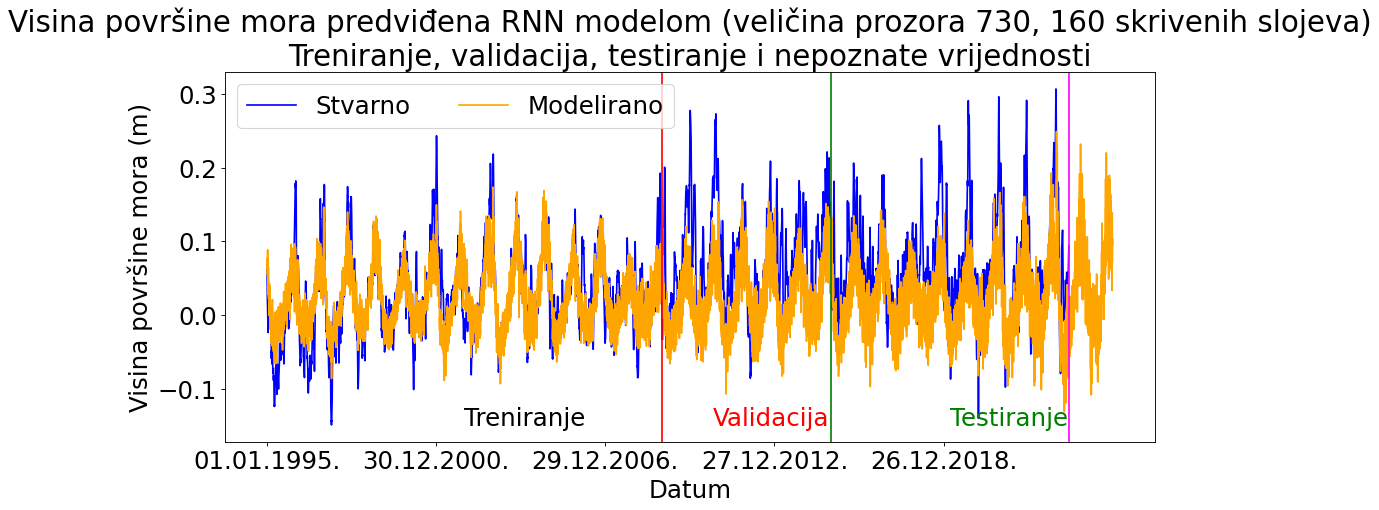 Visina površine mora predviđena RNN modelom (veličina prozora 730, 160 skrivenih slojeva)
Treniranje, validacija, testiranje i nepoznate vrijednosti
Stvarno Modelirano
Visina površine mora (m)
0.3
0.2
0.1
0.0
−0.1
Treniranje Validacija Testiranje
01.01.1995. 30.12.2000. 29.12.2006. 27.12.2012. 26.12.2018.
Datum